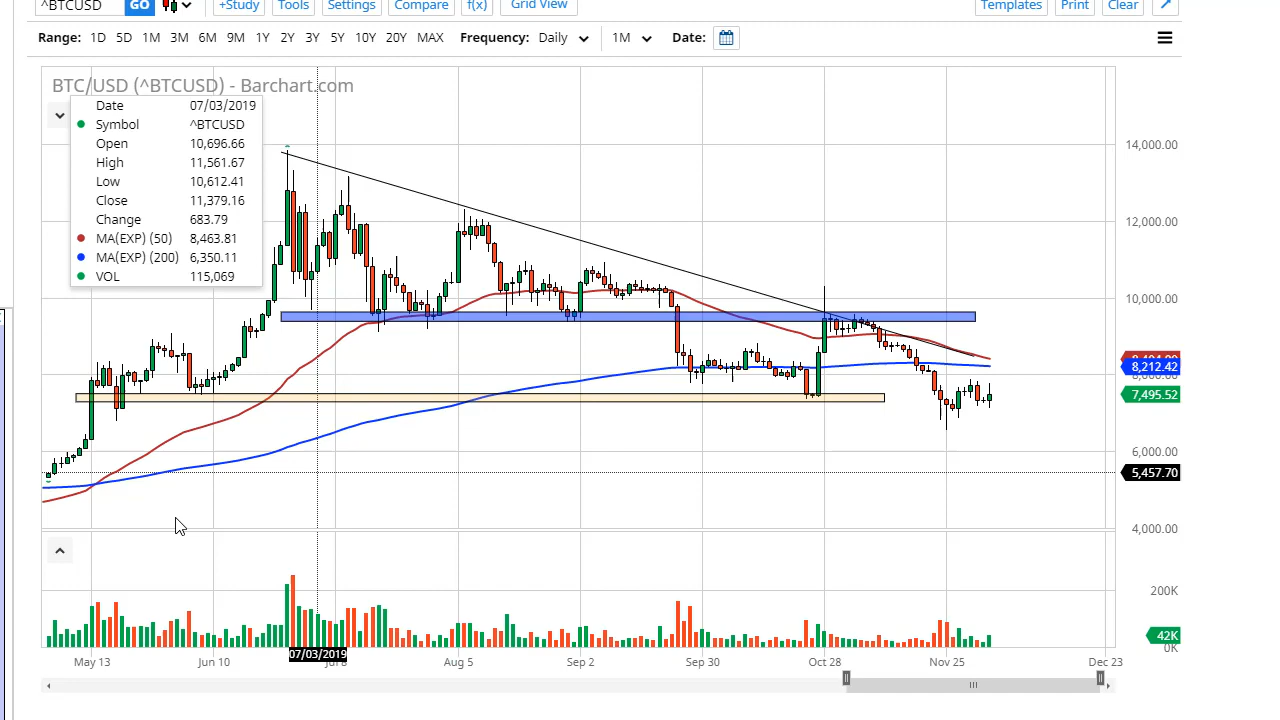 ^BTCUSD GO +Study Tools Settings Compare f(x) Grid View Templates Print Clear
Range: 1D 5D 1M 3M 6M 9M 1Y 2Y 3Y 5Y 10Y 20Y MAX Frequency: Daily 1M Date:
BTC/USD (^BTCUSD) - Barchart.com
Date 07/03/2019
Symbol ^BTCUSD
Open 10,696.66
High 11,561.67
Low 10,612.41
Close 11,379.16
Change 683.79
MA(EXP) (50) 8,463.81
MA(EXP) (200) 6,350.11
VOL 115,069
14,000.00
12,000.00
10,000.00
8,212.42
7,495.52
6,000.00
5,457.70
4,000.00
200K
42K
0K
07/03/2019
May 13 Jun 10 Aug 5 Sep 2 Sep 30 Oct 28 Nov 25 Dec 23